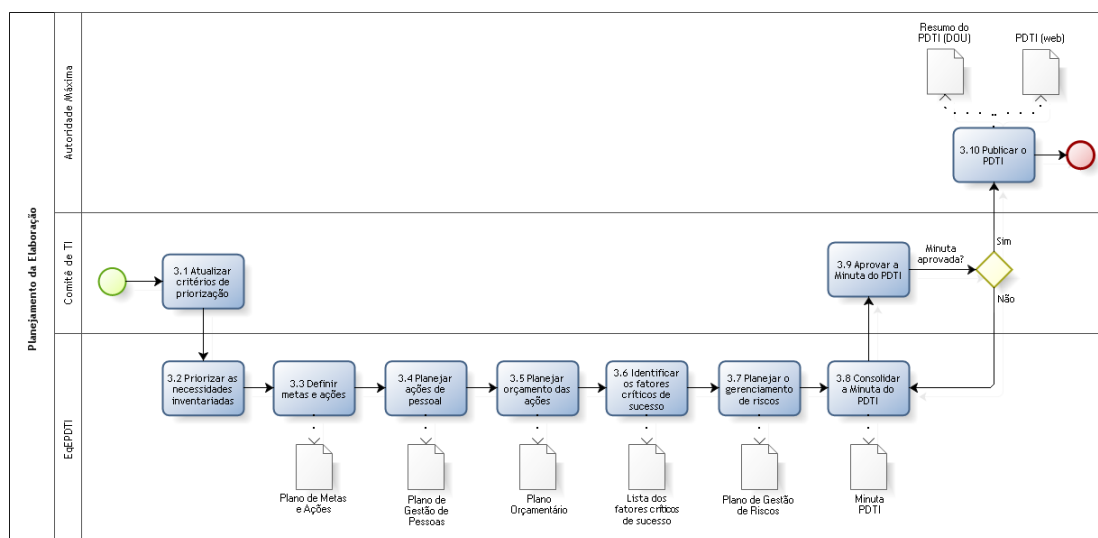 Planejamento da Elaboração
Autoridade Máxima
Resumo do
PDTI (DOU)
PDTI (web)
3.10 Publicar o
PDTI
Comitê de TI
3.1 Atualizar
critérios de
priorização
3.9 Aprovar a
Minuta do PDTI
Minuta
aprovada?
Sim
Não
EqEPDTI
3.2 Priorizar as
necessidades
inventariadas
3.3 Definir
metas e ações
3.4 Planejar
ações de
pessoal
3.5 Planejar
orçamento das
ações
3.6 Identificar
os fatores
críticos de
sucesso
3.7 Planejar o
gerenciamento
de riscos
3.8 Consolidar
a Minuta do
PDTI
Plano de Metas
e Ações
Plano de
Gestão de
Pessoas
Plano
Orçamentário
Lista dos
fatores críticos
de sucesso
Plano de Gestão
de Riscos
Minuta
PDTI